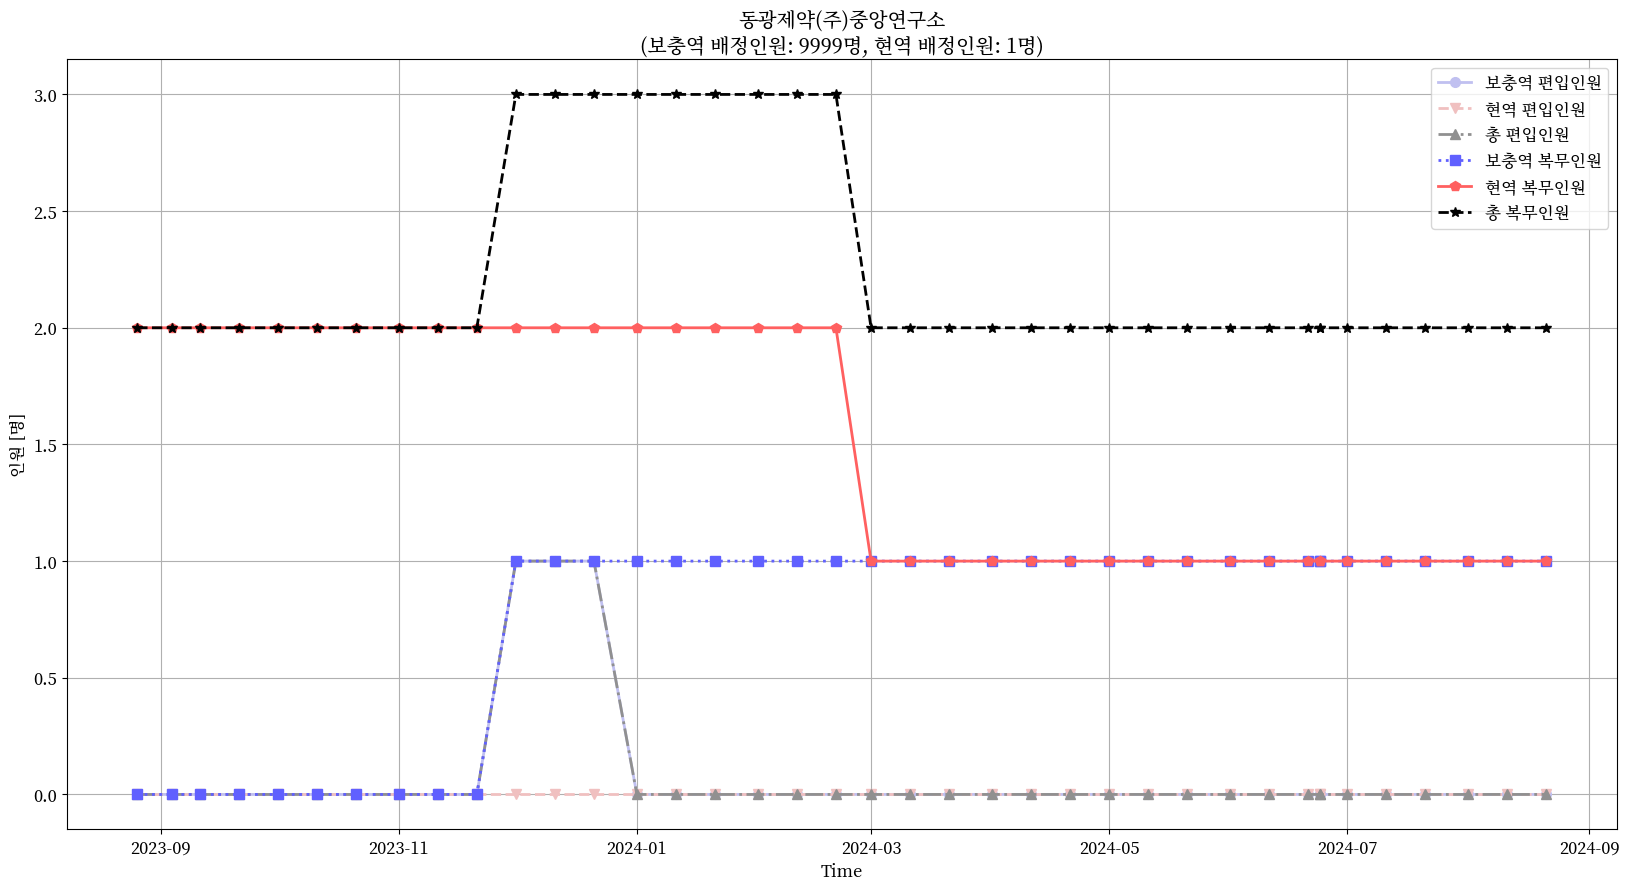 동광제약(주)중앙연구소
(보충역 배정인원: 9999명, 현역 배정인원: 1명)
보충역 편입인원
현역 편입인원
총 편입인원
보충역 복무인원
현역 복무인원
총 복무인원
인원 [명]
3.0
2.5
2.0
1.5
1.0
0.5
0.0
2023-09
2023-11
2024-01
2024-03
2024-05
2024-07
2024-09
Time